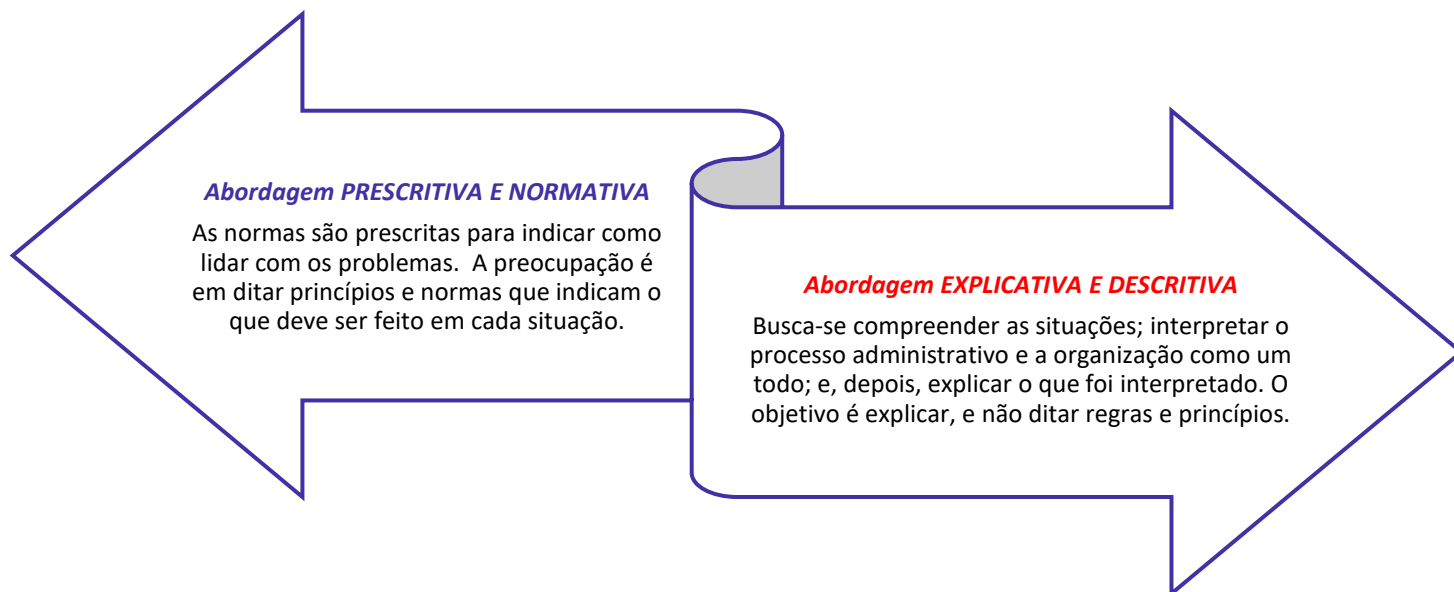 Abordagem PRESCRITIVA E NORMATIVA
As normas são prescritas para indicar como
lidar com os problemas.  A preocupação é
em ditar princípios e normas que indicam o
que deve ser feito em cada situação.
Abordagem EXPLICATIVA E DESCRITIVA
Busca-se compreender as situações; interpretar o
processo administrativo e a organização como um
todo; e, depois, explicar o que foi interpretado. O
objetivo é explicar, e não ditar regras e princípios.